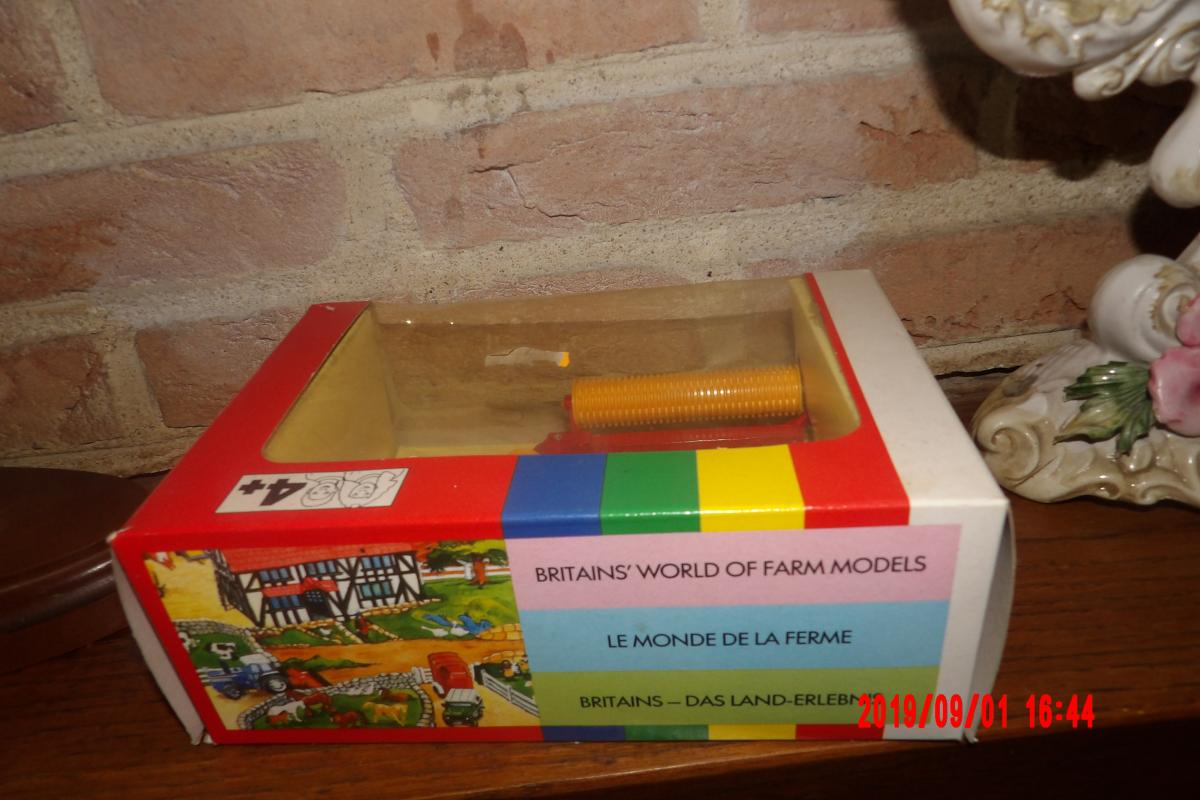 4+
BRITAINS' WORLD OF FARM MODELS
LE MONDE DE LA FERME
BRITAINS – DAS LAND-ERLEBNIS
2019/09/01 16:44